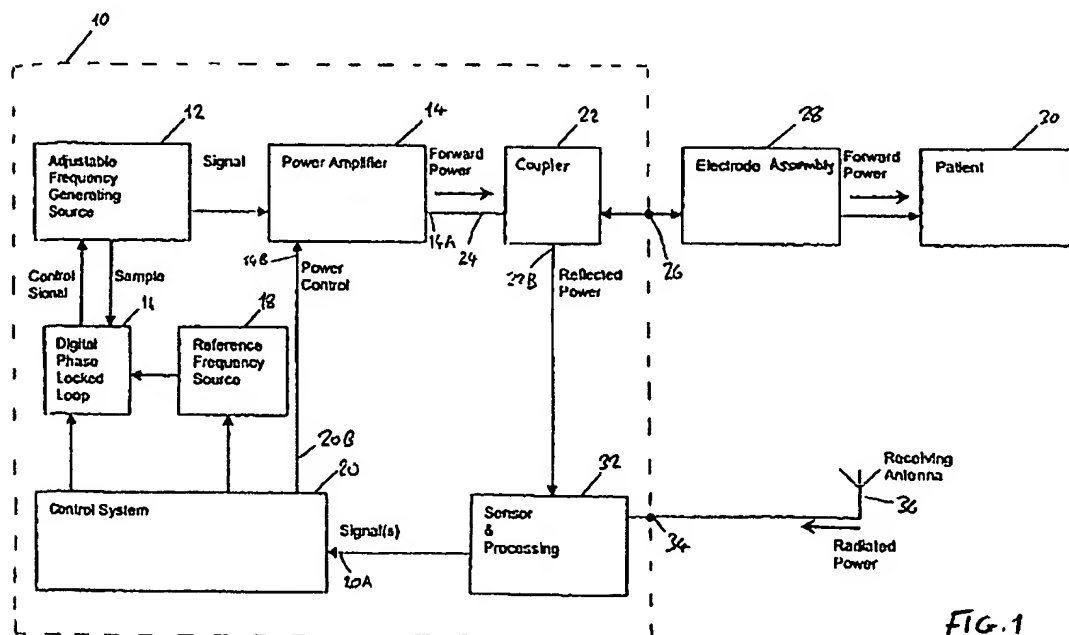 10
12
14
22
28
30
Adjustable
Frequency
Generating
Source
Signal
Power Amplifier
Forward
Power
Coupler
Electrode Assembly
Forward
Power
Patient
14A
24
26
14B
Power
Control
22B
Reflected
Power
Control
Signal
Sample
18
Digital
Phase
Locked
Loop
Reference
Frequency
Source
20B
20
32
Receiving
Antenna
36
Control System
Signal(s)
20A
Sensor
&
Processing
34
Radiated
Power
FIG.1